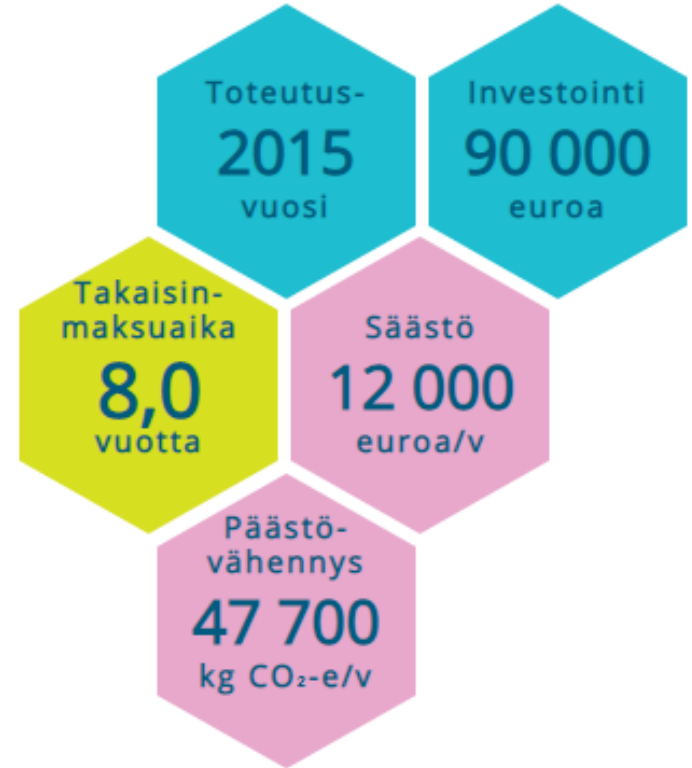 Toteutus-
2015
vuosi
Investointi
90 000
euroa
Takaisin-
maksuaika
8,0
vuotta
Säästö
12 000
euroa/v
Päästö-
vähennys
47 700
kg CO₂-e/v